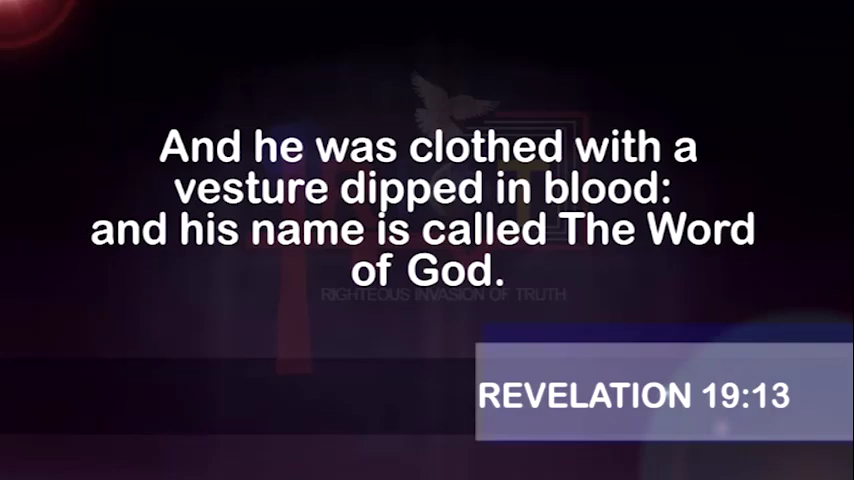 And he was clothed with a
vesture dipped in blood:
and his name is called The Word
of God.
RIGHTEOUS INVASION OF TRUTH
REVELATION 19:13